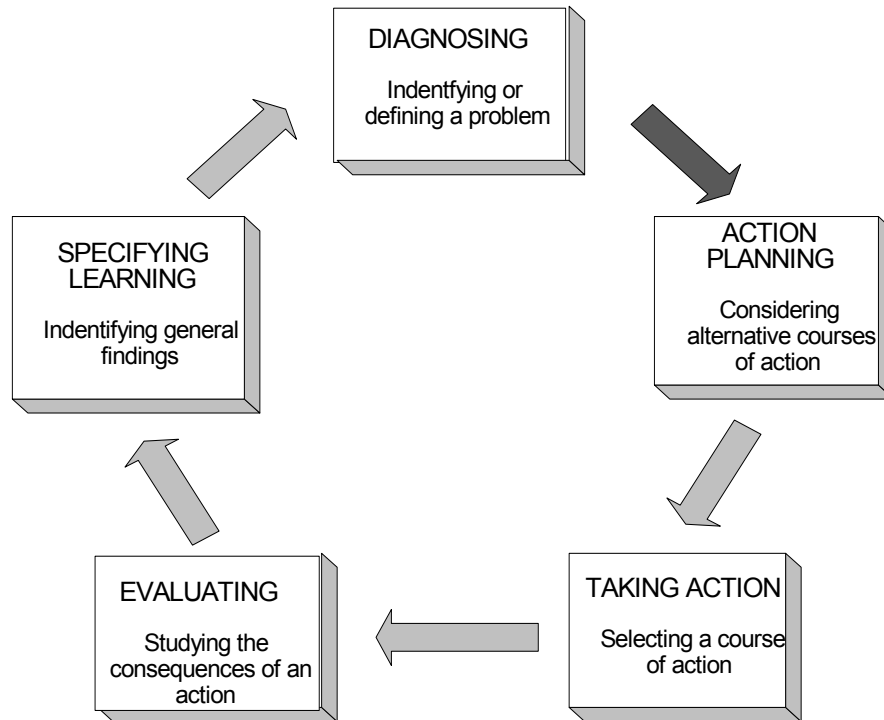 DIAGNOSING
Indentfying or
defining a problem
ACTION
PLANNING
Considering
alternative courses
of action
TAKING ACTION
Selecting a course
of action
EVALUATING
Studying the
consequences of an
action
SPECIFYING
LEARNING
Indentifying general
findings